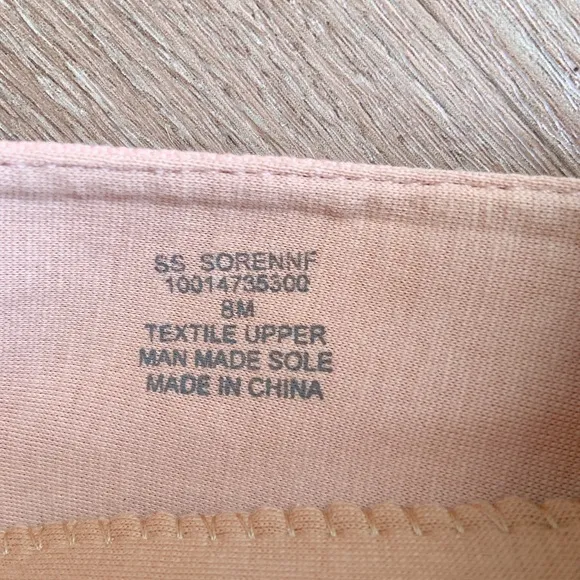 SS SORENNF
10014735300
8M
TEXTILE UPPER
MAN MADE SOLE
MADE IN CHINA